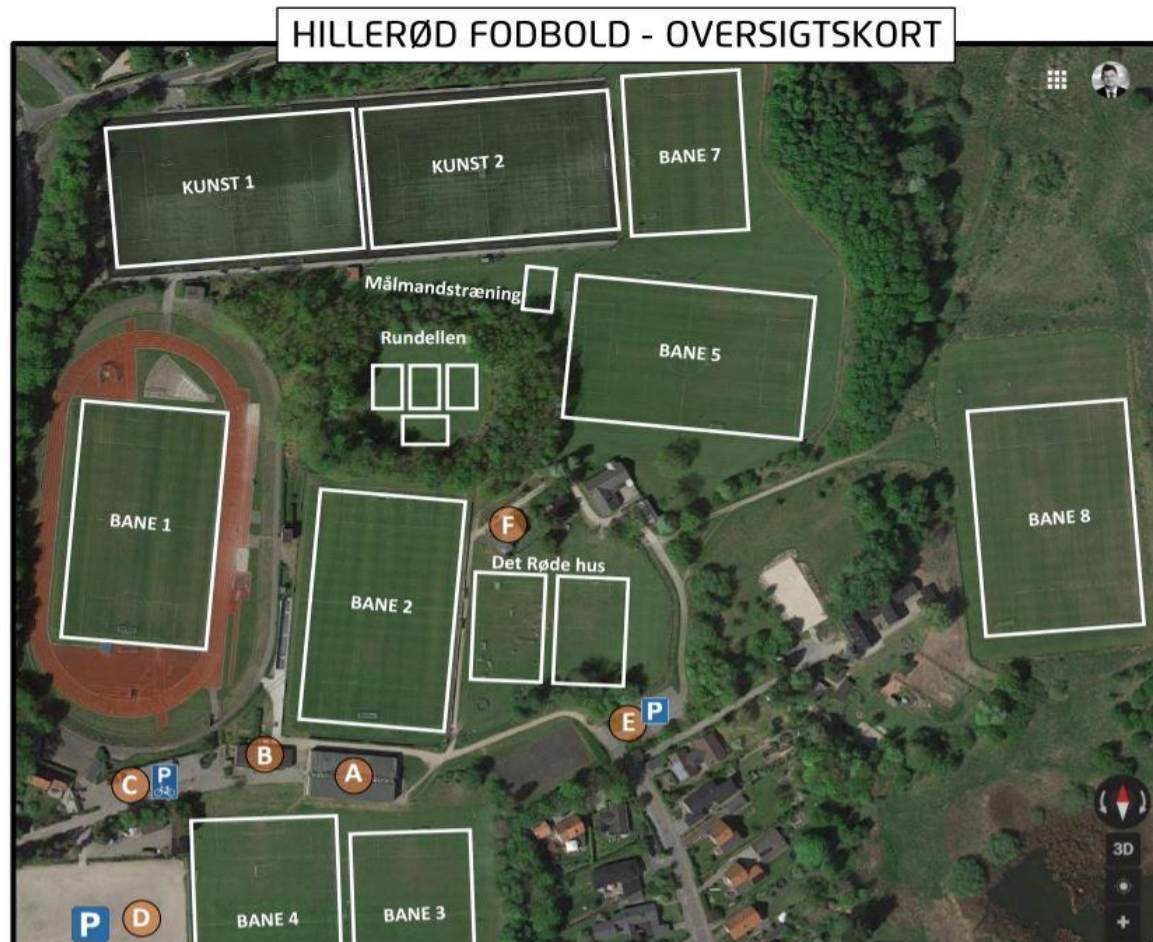 HILLERØD FODBOLD - OVERSIGTSKORT
KUNST 1
KUNST 2
BANE 7
Målmandstræning
Rundellen
BANE 5
BANE 1
BANE 2
F
Det Røde hus
BANE 8
E
P
B
A
C
P
3D
BANE 4
BANE 3
P
D